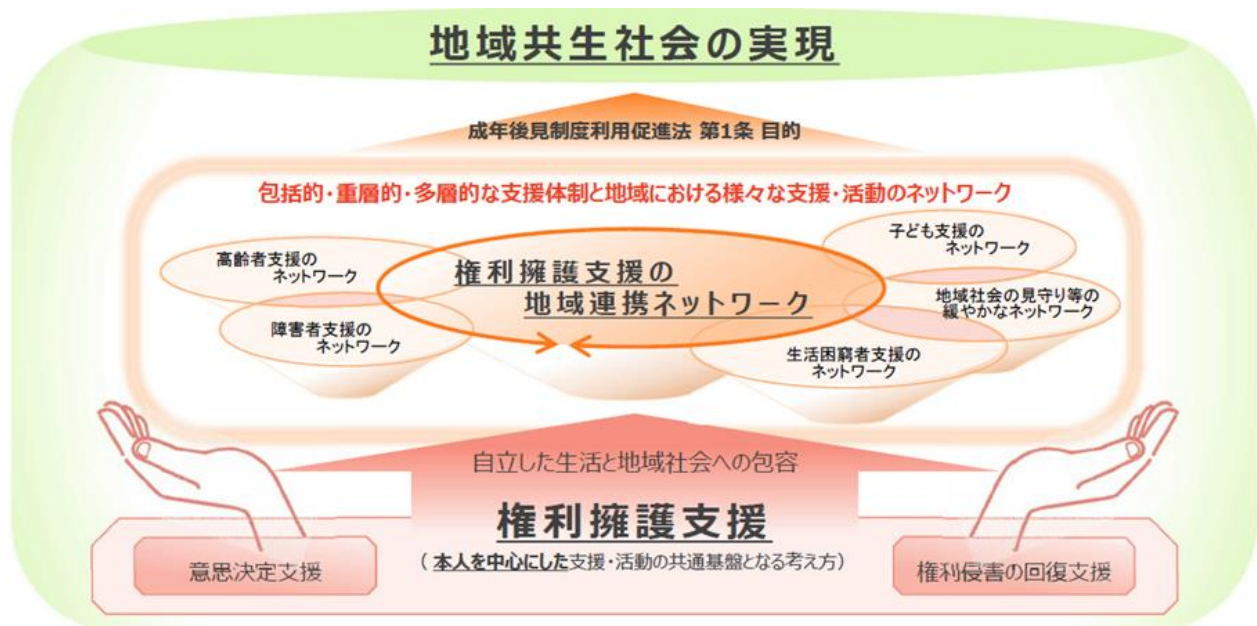 地域共生社会の実現
成年後見制度利用促進法 第1条 目的
包括的・重層的・多層的な支援体制と地域における様々な支援・活動のネットワーク
高齢者支援の
ネットワーク
障害者支援の
ネットワーク
権利擁護支援の
地域連携ネットワーク
子ども支援の
ネットワーク
地域社会の見守り等の
緩やかなネットワーク
生活困窮者支援の
ネットワーク
自立した生活と地域社会への包容
権利擁護支援
(本人を中心にした支援・活動の共通基盤となる考え方)
意思決定支援
権利侵害の回復支援